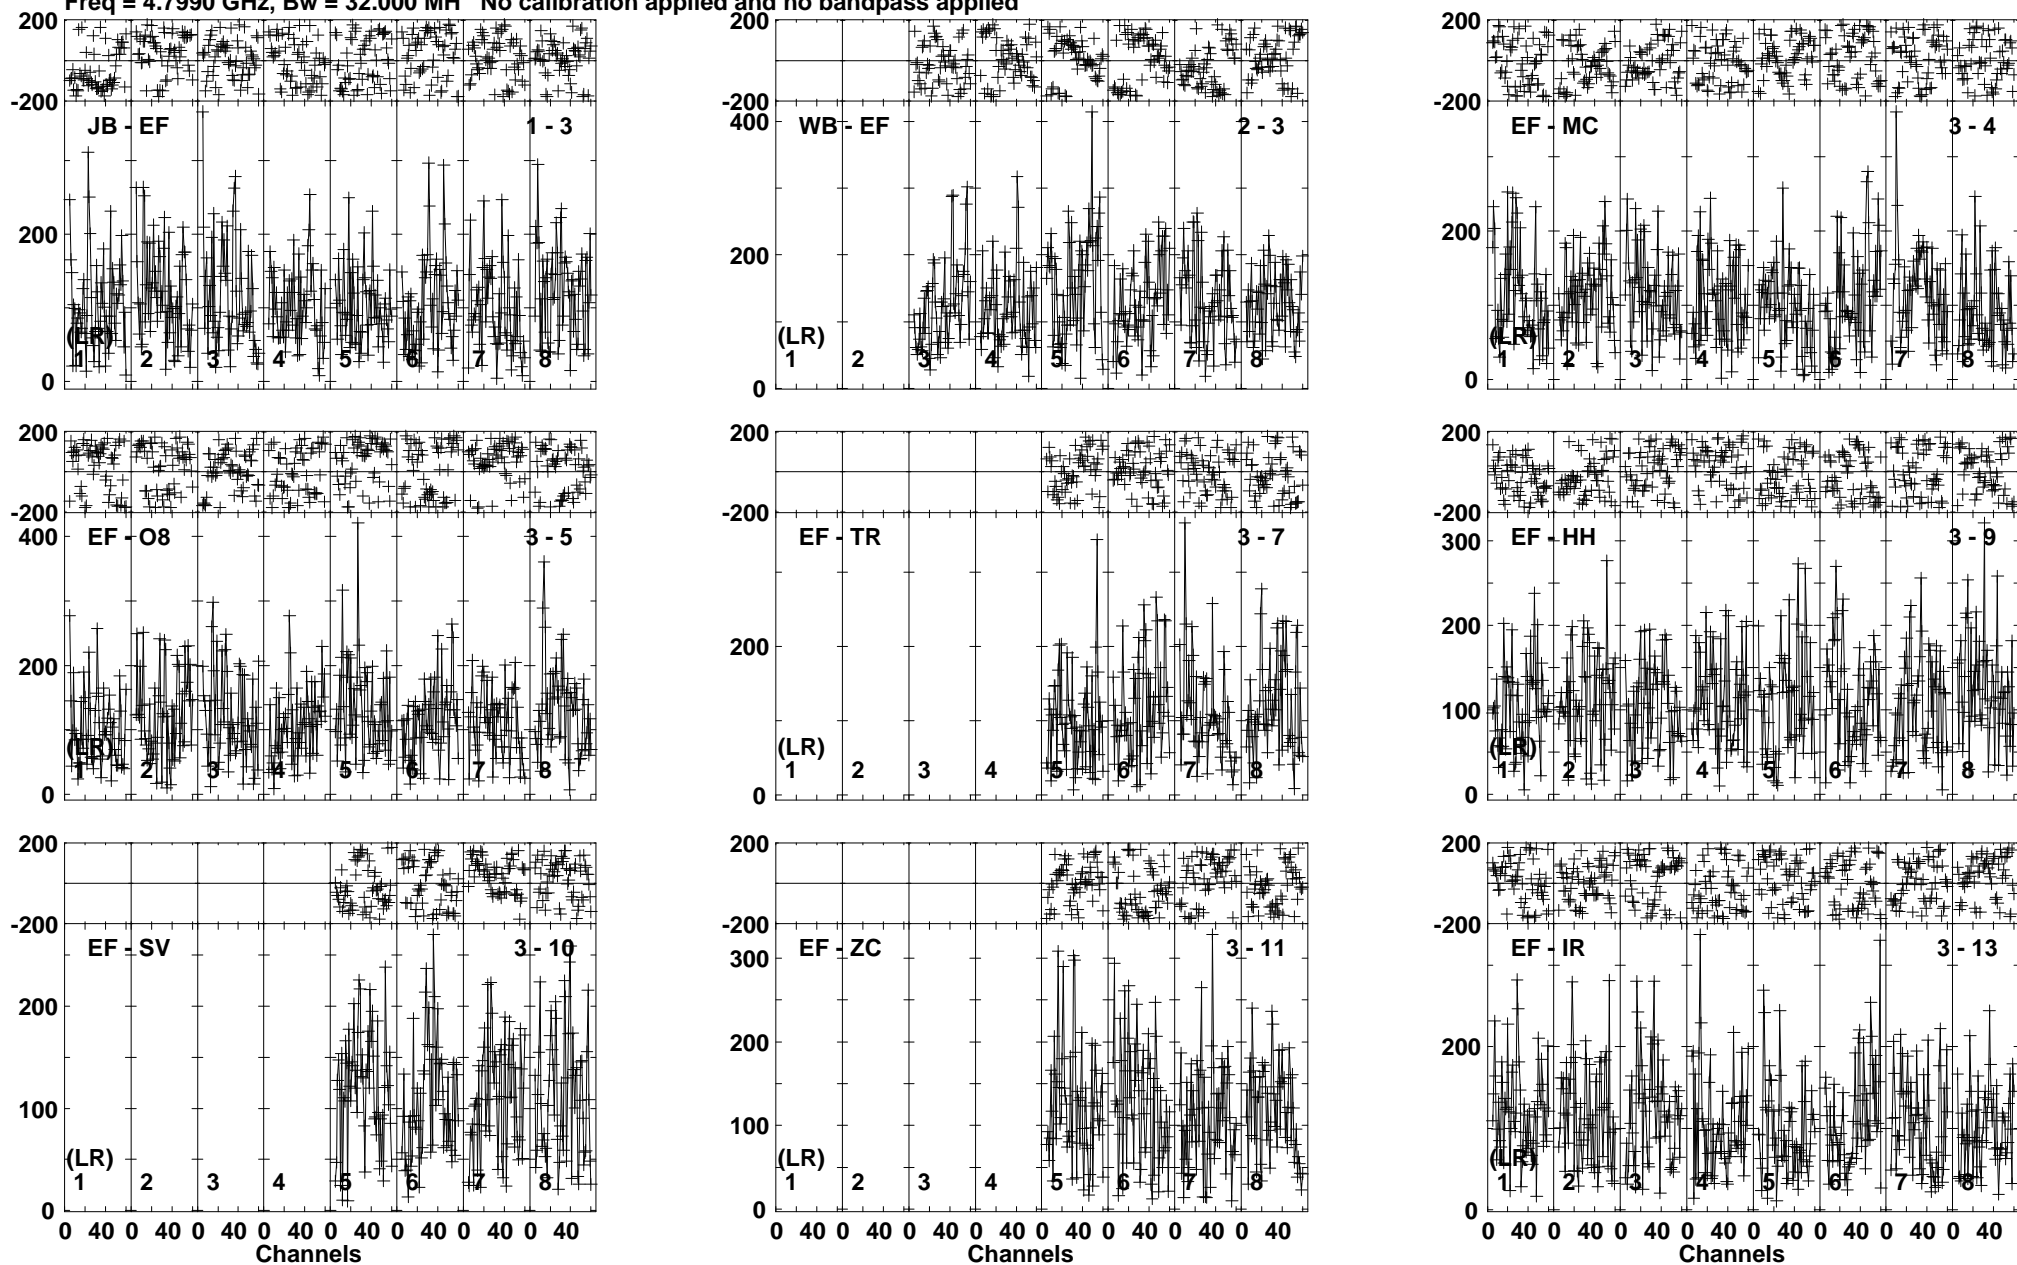 Freq = 4.7990 GHz, Bw = 32.000 MH No calibration applied and no bandpass applied
200 200 200
-200 -200 -200
JB - EF 1 - 3 400 WB - EF 2 - 3 EF - MC 3 - 4
200 200 200
(LR) (LR) (LR)
1 2 3 4 5 6 7 8 1 2 3 4 5 6 7 8 1 2 3 4 5 6 7 8
0 0 0
200 200 200
-200 -200 -200
400 EF - O8 3 - 5 EF - TR 3 - 7 300 EF - HH 3 - 9
200 200 200
100
(LR) (LR) (LR)
1 2 3 4 5 6 7 8 1 2 3 4 5 6 7 8 1 2 3 4 5 6 7 8
0 0 0
200 200 200
-200 -200 -200
EF - SV 3 - 10 300 EF - ZC 3 - 11 EF - IR 3 - 13
200 200 200
100 100
(LR) (LR) (LR)
1 2 3 4 5 6 7 8 1 2 3 4 5 6 7 8 1 2 3 4 5 6 7 8
0 0 0
0 40 0 40 0 40 0 40 0 40 0 40 0 40 0 40 0 40 0 40 0 40 0 40 0 40 0 40 0 40 0 40 0 40 0 40 0 40 0 40 0 40 0 40 0 40 0 40
Channels Channels Channels